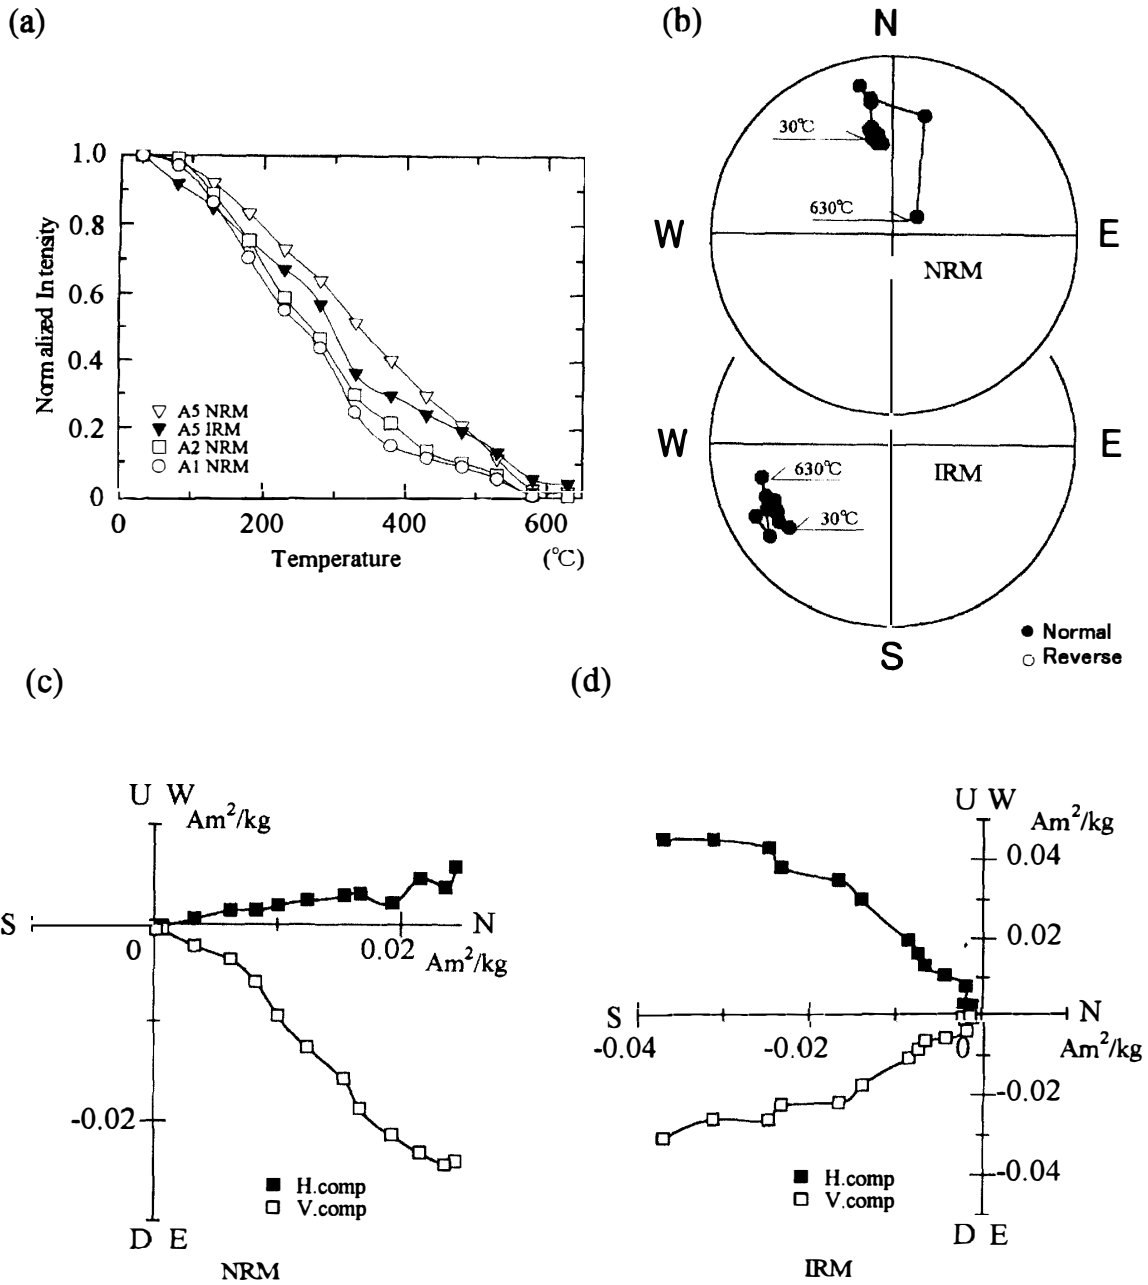 (a)
1.0
0.8
0.6
0.4
0.2
0
Normalized Intensity
A5 NRM
A5 IRM
A2 NRM
A1 NRM
0 200 400 600
Temperature (℃)
(b)
N
30℃
630℃
W E
NRM
W E
IRM
630℃
30℃
S
Normal
Reverse
(c)
U W
Am²/kg
S N
0 0.02
Am²/kg
-0.02
H.comp
V.comp
D E
NRM
(d)
U W
Am²/kg
0.04
0.02
S N
-0.04 -0.02 0
Am²/kg
-0.02
-0.04
H.comp
V.comp
D E
IRM